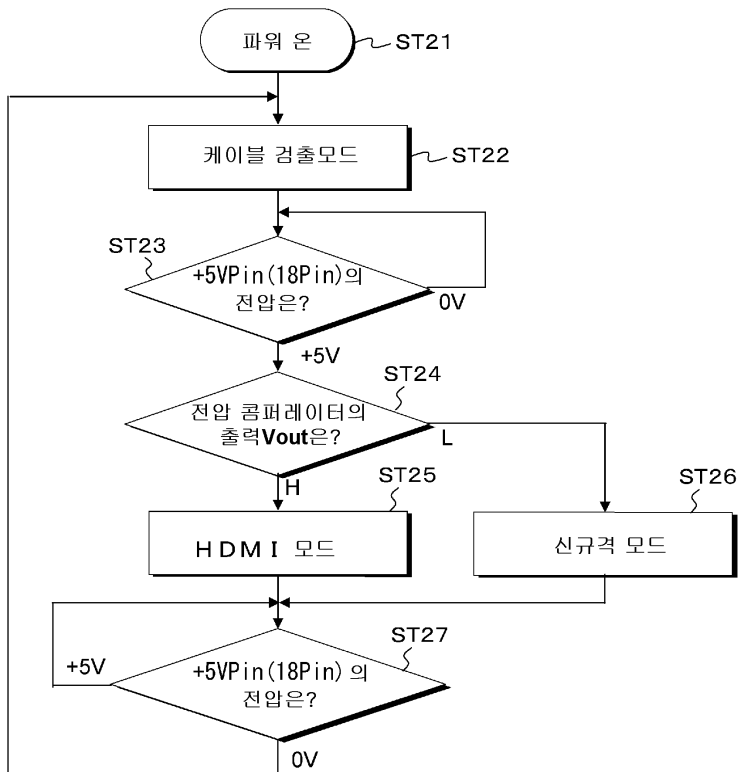 파워 온
ST21
케이블 검출모드
ST22
ST23
+5VPin(18Pin)의
전압은?
0V
+5V
ST24
전압 콤퍼레이터의
출력Vout은?
L
H
ST25
HDMI 모드
ST26
신규격 모드
ST27
+5V
+5VPin(18Pin) 의
전압은?
0V